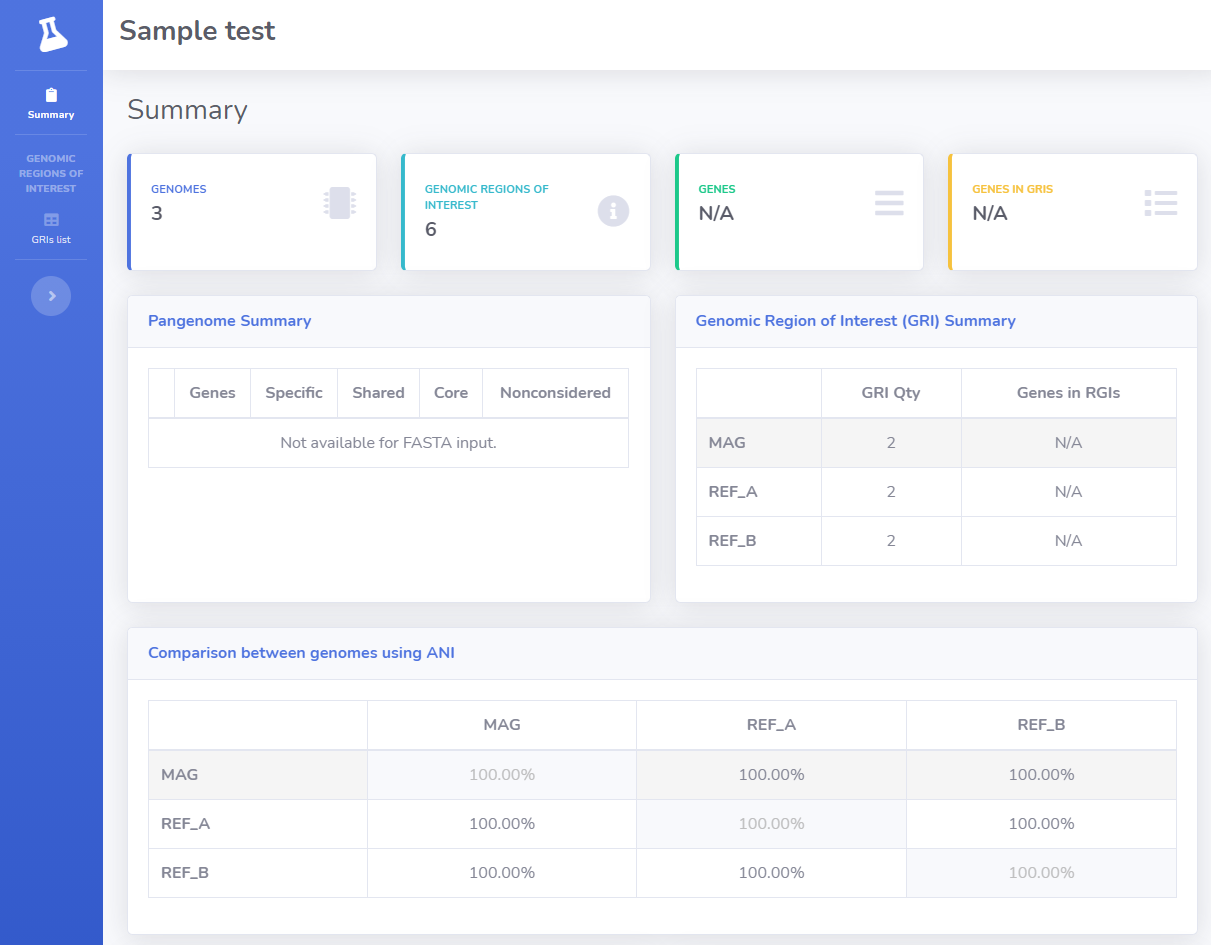 Sample test
Summary
GENOMIC
REGIONS OF
INTEREST
GRIs list
Summary
GENOMES
3
GENOMIC REGIONS OF
INTEREST
6
GENES
N/A
GENES IN GRIS
N/A
Pangenome Summary
Genes Specific Shared Core Nonconsidered
Not available for FASTA input.
Genomic Region of Interest (GRI) Summary
GRI Qty Genes in RGIs
MAG 2 N/A
REF_A 2 N/A
REF_B 2 N/A
Comparison between genomes using ANI
MAG REF_A REF_B
MAG 100.00% 100.00% 100.00%
REF_A 100.00% 100.00% 100.00%
REF_B 100.00% 100.00% 100.00%